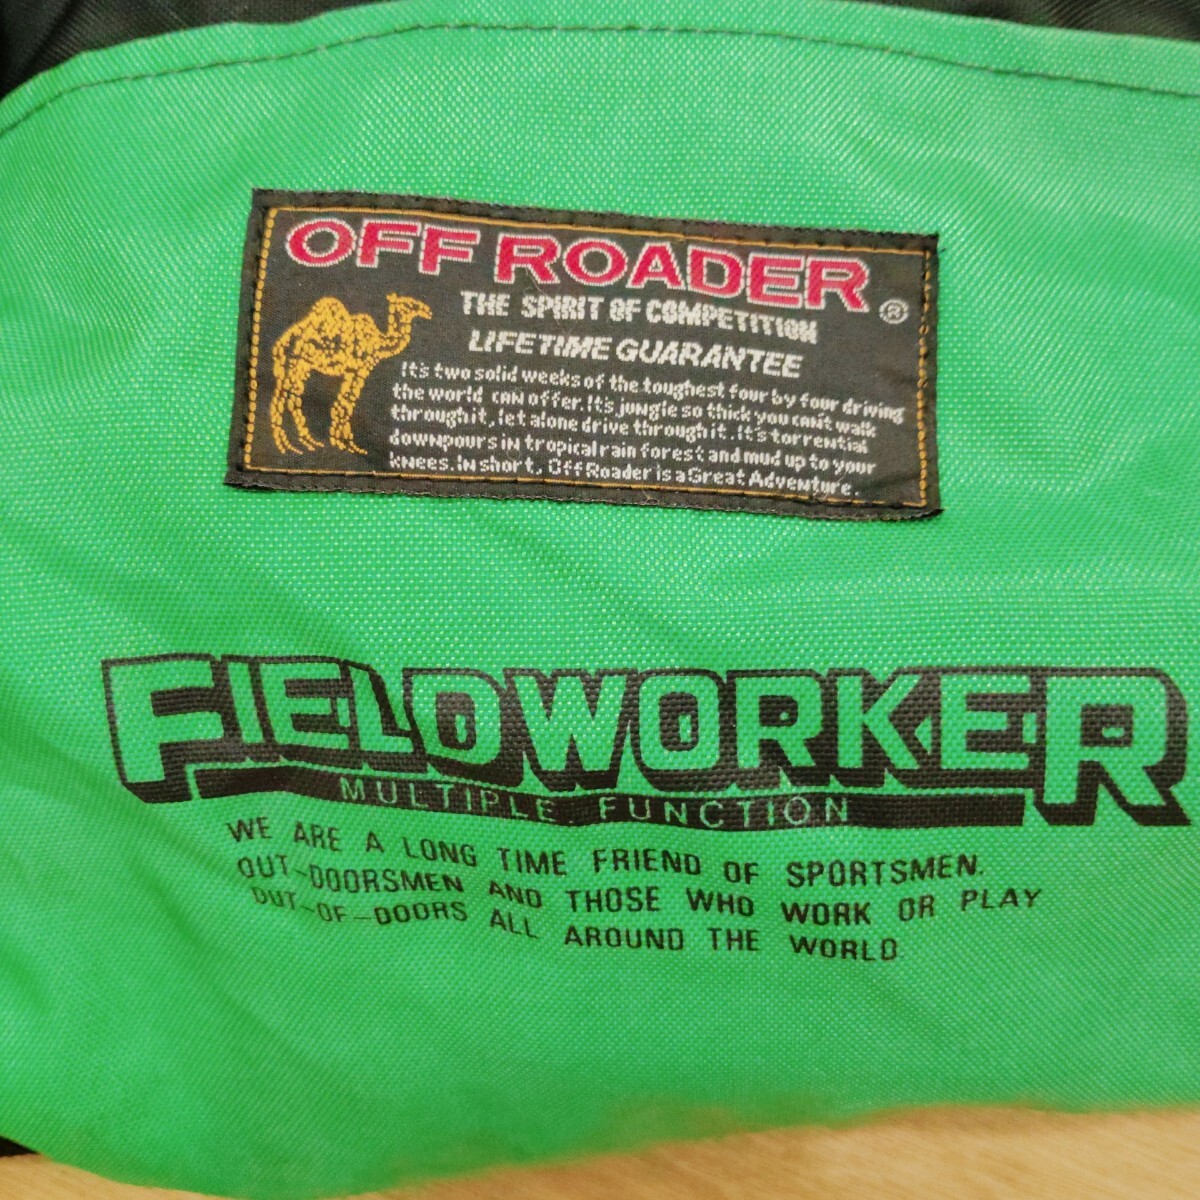 OFF ROADER ®
THE SPIRIT OF COMPETITION
LIFETIME GUARANTEE
It's two solid weeks of the toughest four by four driving
the world CAN offer. It's jungle so thick you can't walk
through it, let alone drive through it. It's torrential
downpours in tropical rain forest and mud up to your
knees. In short, Off Roader is a Great Adventure.
FIELDWORKER
MULTIPLE. FUNCTION
WE ARE A LONG TIME FRIEND OF SPORTSMEN.
OUT-DOORSMEN AND THOSE WHO WORK OR PLAY
OUT-OF-DOORS ALL AROUND THE WORLD